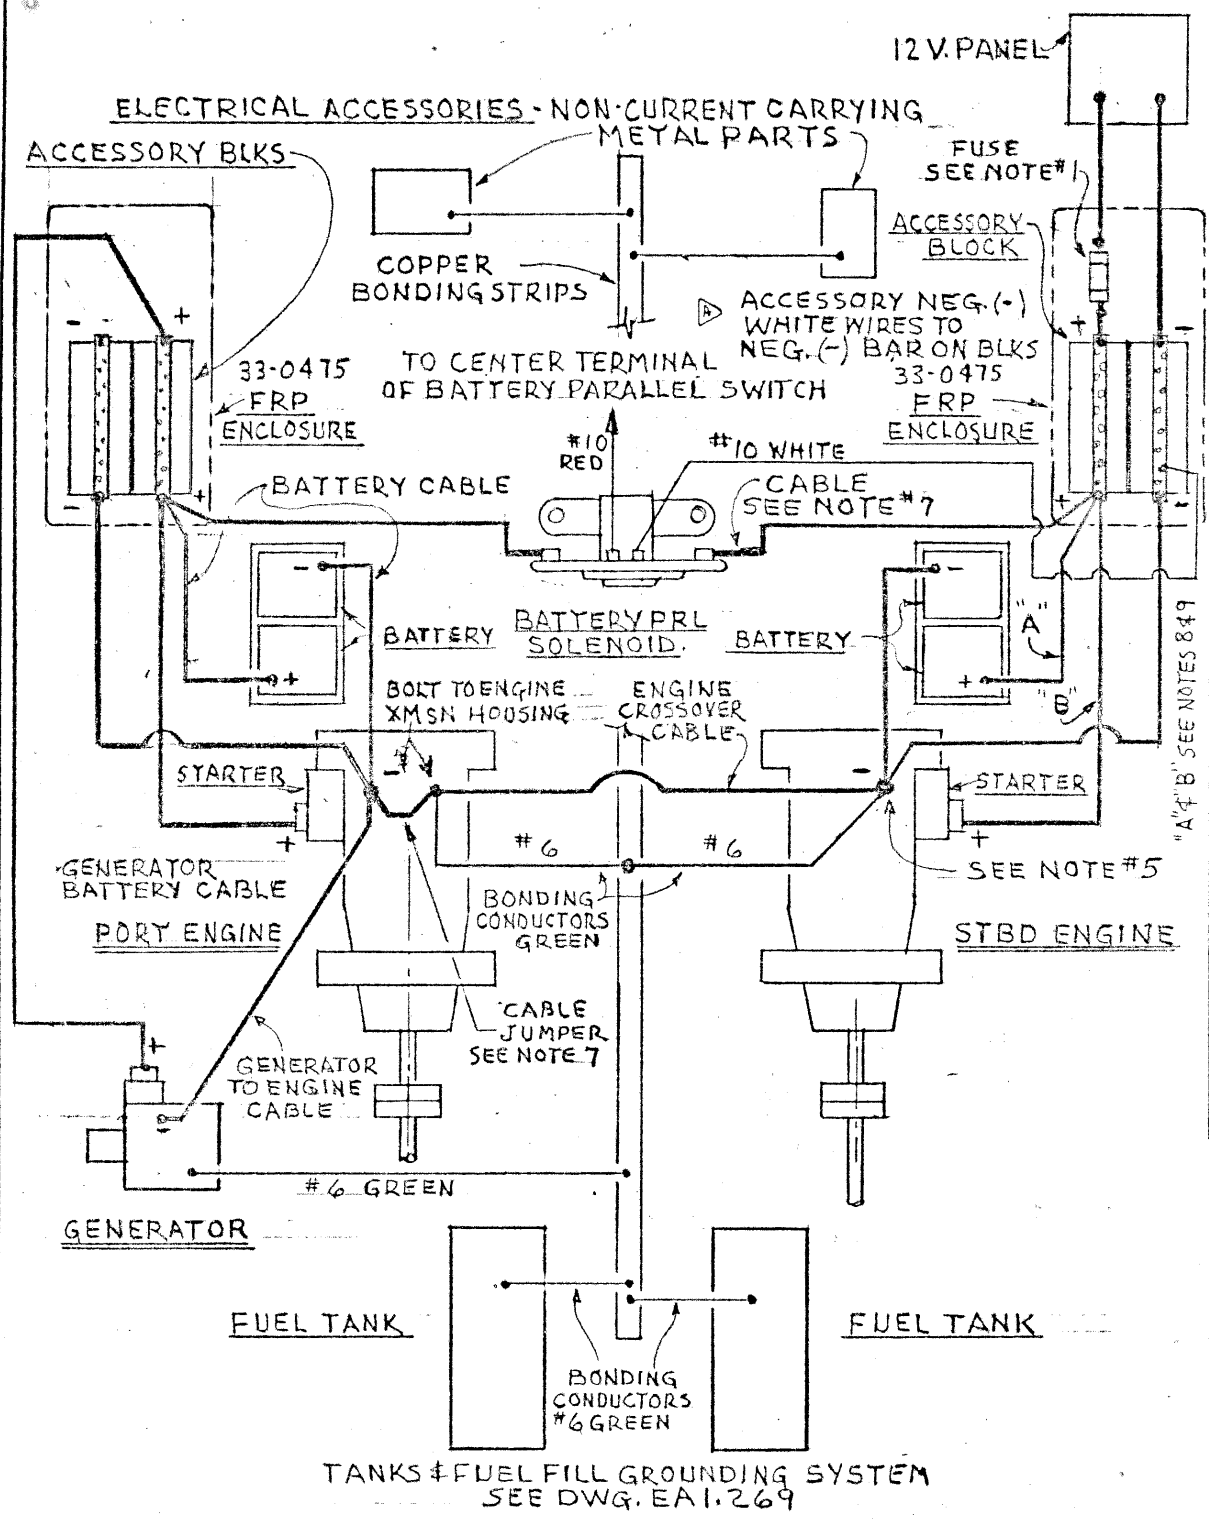 12 V. PANEL
ELECTRICAL ACCESSORIES - NON-CURRENT CARRYING
METAL PARTS
ACCESSORY BLKS
FUSE
SEE NOTE #1
ACCESSORY
BLOCK
COPPER
BONDING STRIPS
A
ACCESSORY NEG. (-)
WHITE WIRES TO
NEG. (-) BAR ON BLKS
- +
+ -
TO CENTER TERMINAL
OF BATTERY PARALLEL SWITCH
33-0475
FRP
ENCLOSURE
33-0475
FRP
ENCLOSURE
#10
RED
#10 WHITE
BATTERY CABLE
CABLE
SEE NOTE #7
- +
+ -
-
+
BATTERY
BATTERY PRL
SOLENOID.
BATTERY
-
+
"A"
"B"
"A"&"B" SEE NOTES 8&9
BOLT TO ENGINE
XMSN HOUSING
ENGINE
CROSSOVER
CABLE
STARTER
+
-
-
STARTER
+
#6
#6
GENERATOR
BATTERY CABLE
SEE NOTE #5
BONDING
CONDUCTORS
GREEN
PORT ENGINE
STBD ENGINE
CABLE
JUMPER
SEE NOTE 7
+
GENERATOR
TO ENGINE
CABLE
-
#6 GREEN
GENERATOR
FUEL TANK
FUEL TANK
BONDING
CONDUCTORS
#6 GREEN
TANKS & FUEL FILL GROUNDING SYSTEM
SEE DWG. EA1.269